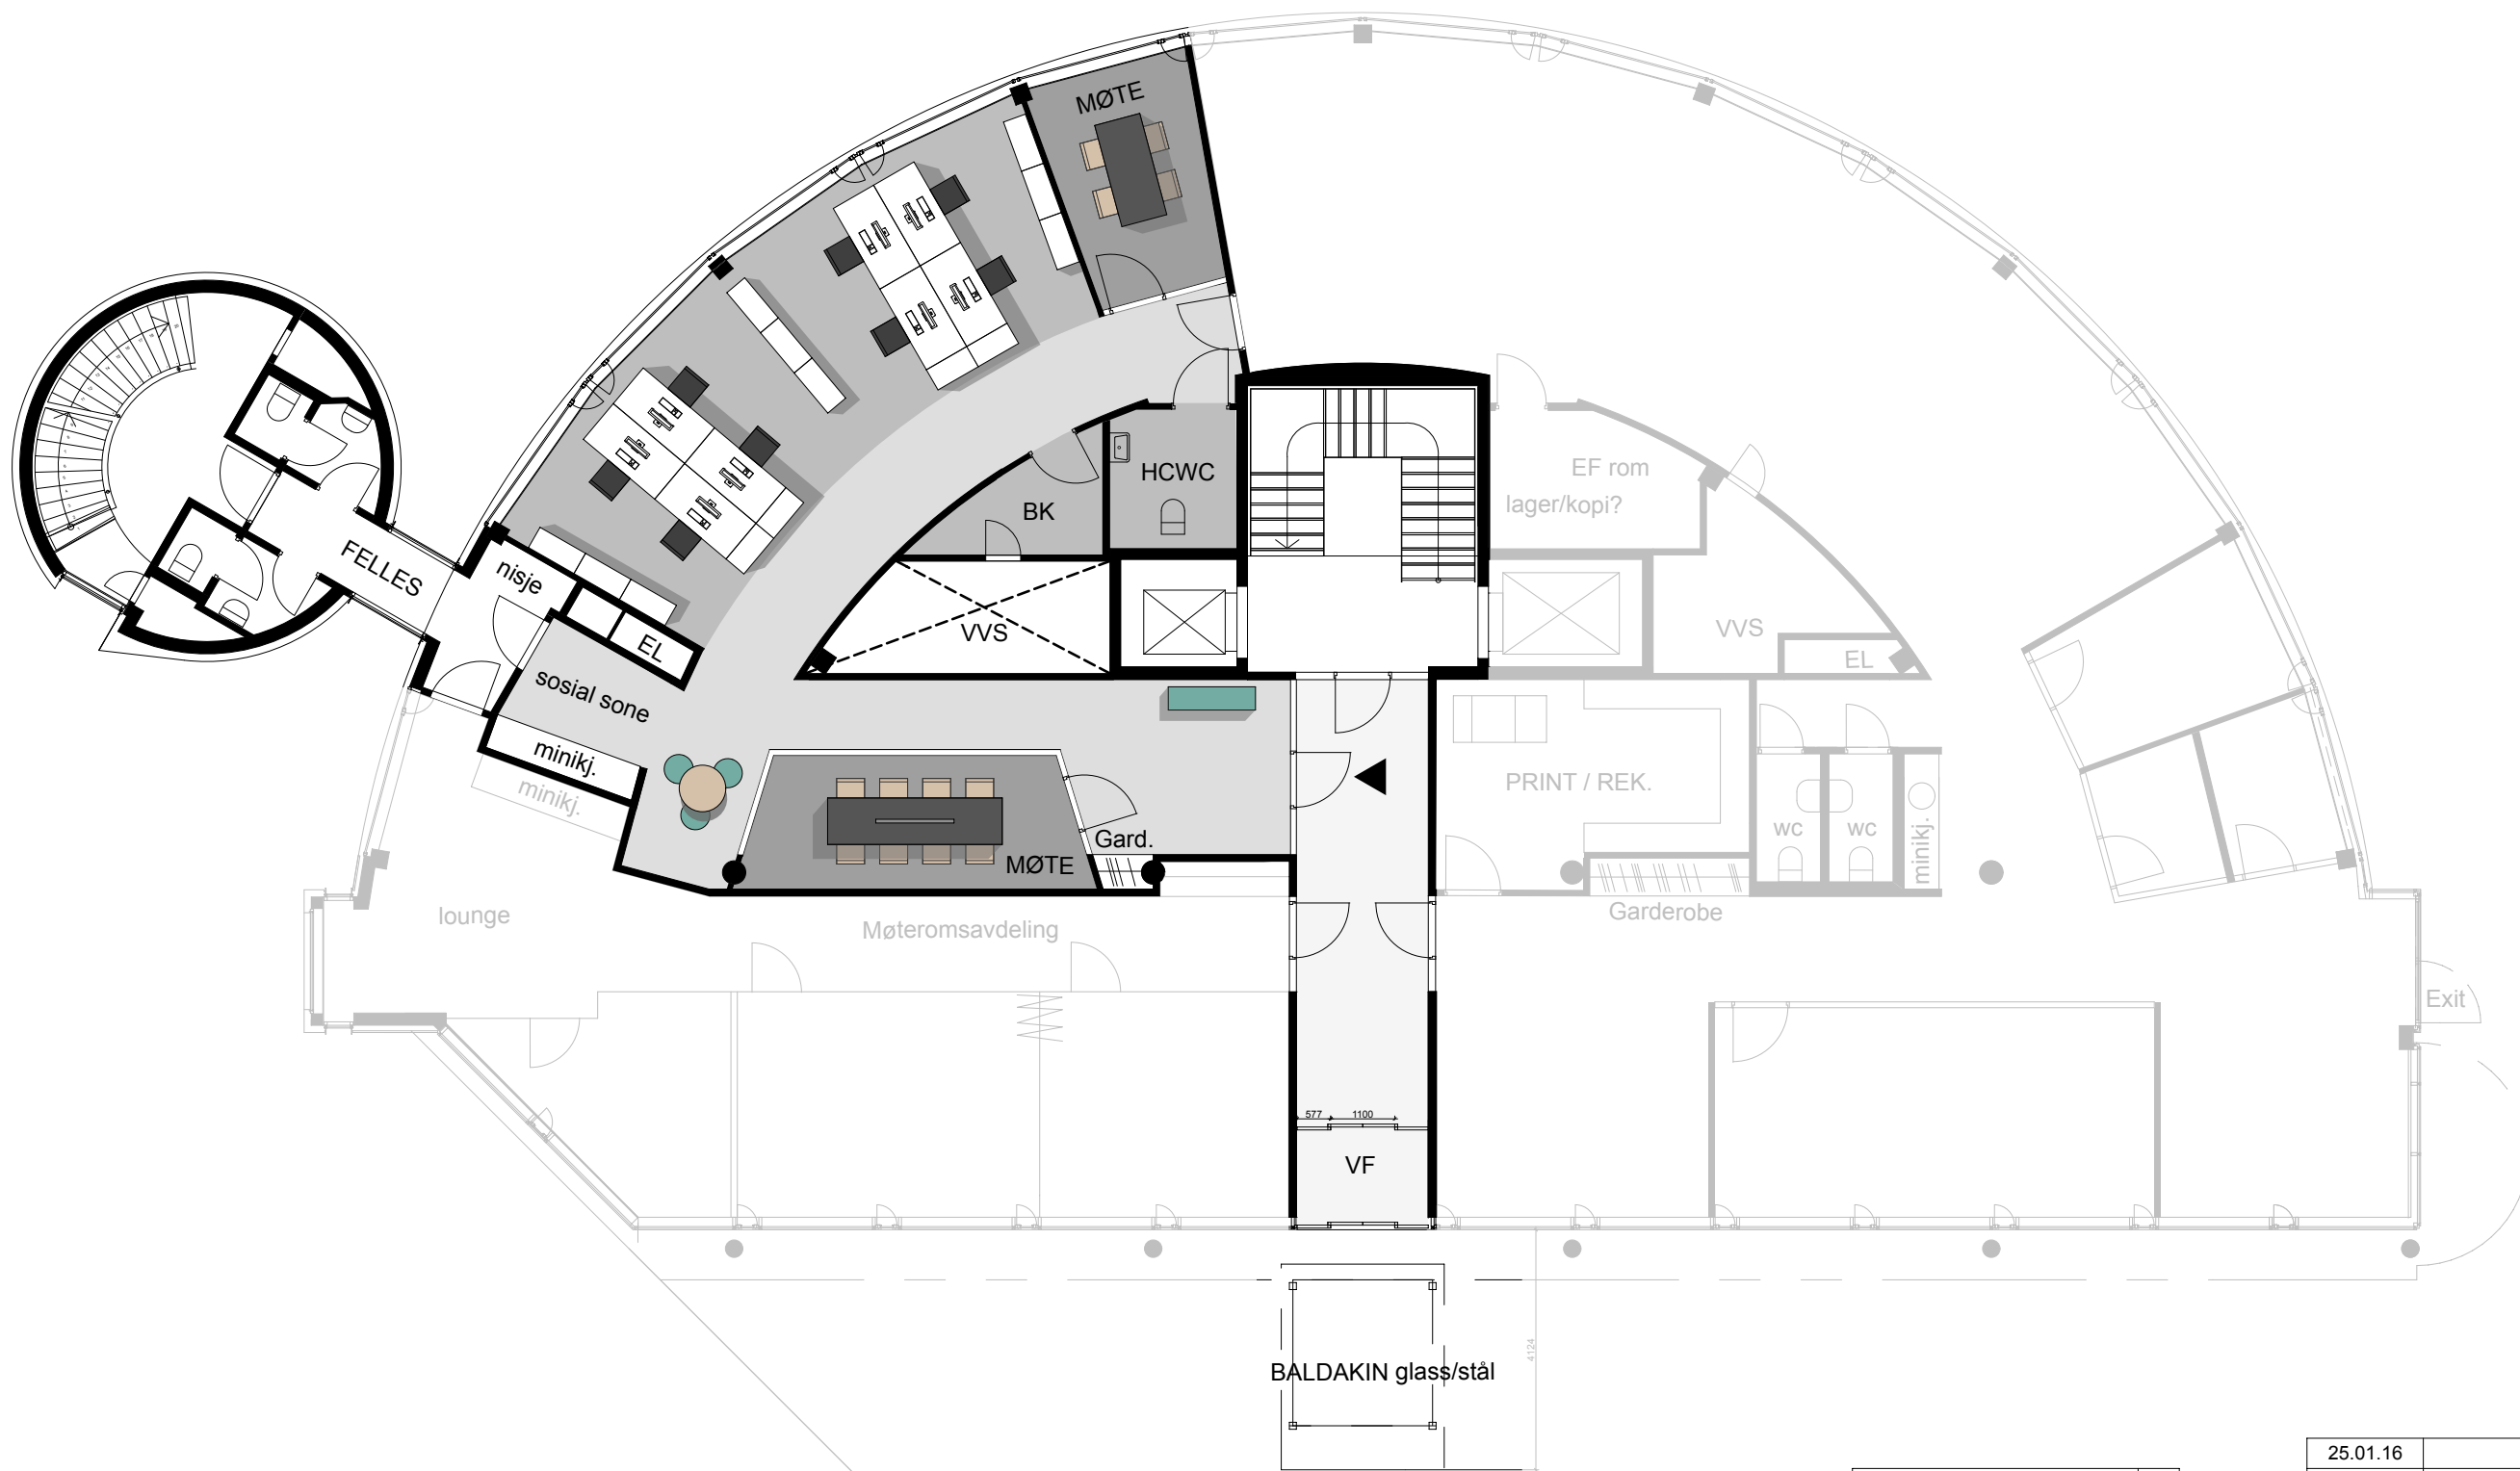 MØTE
EF rom
lager/kopi?
HCWC
BK
FELLES
nisje
VVS
VVS
EL
EL
sosial sone
minikj.
minikj.
PRINT / REK.
wc
wc
minikj.
Gard.
MØTE
Garderobe
lounge
Møteromsavdeling
Exit
577
1100
VF
4124
BALDAKIN glass/stål
25.01.16